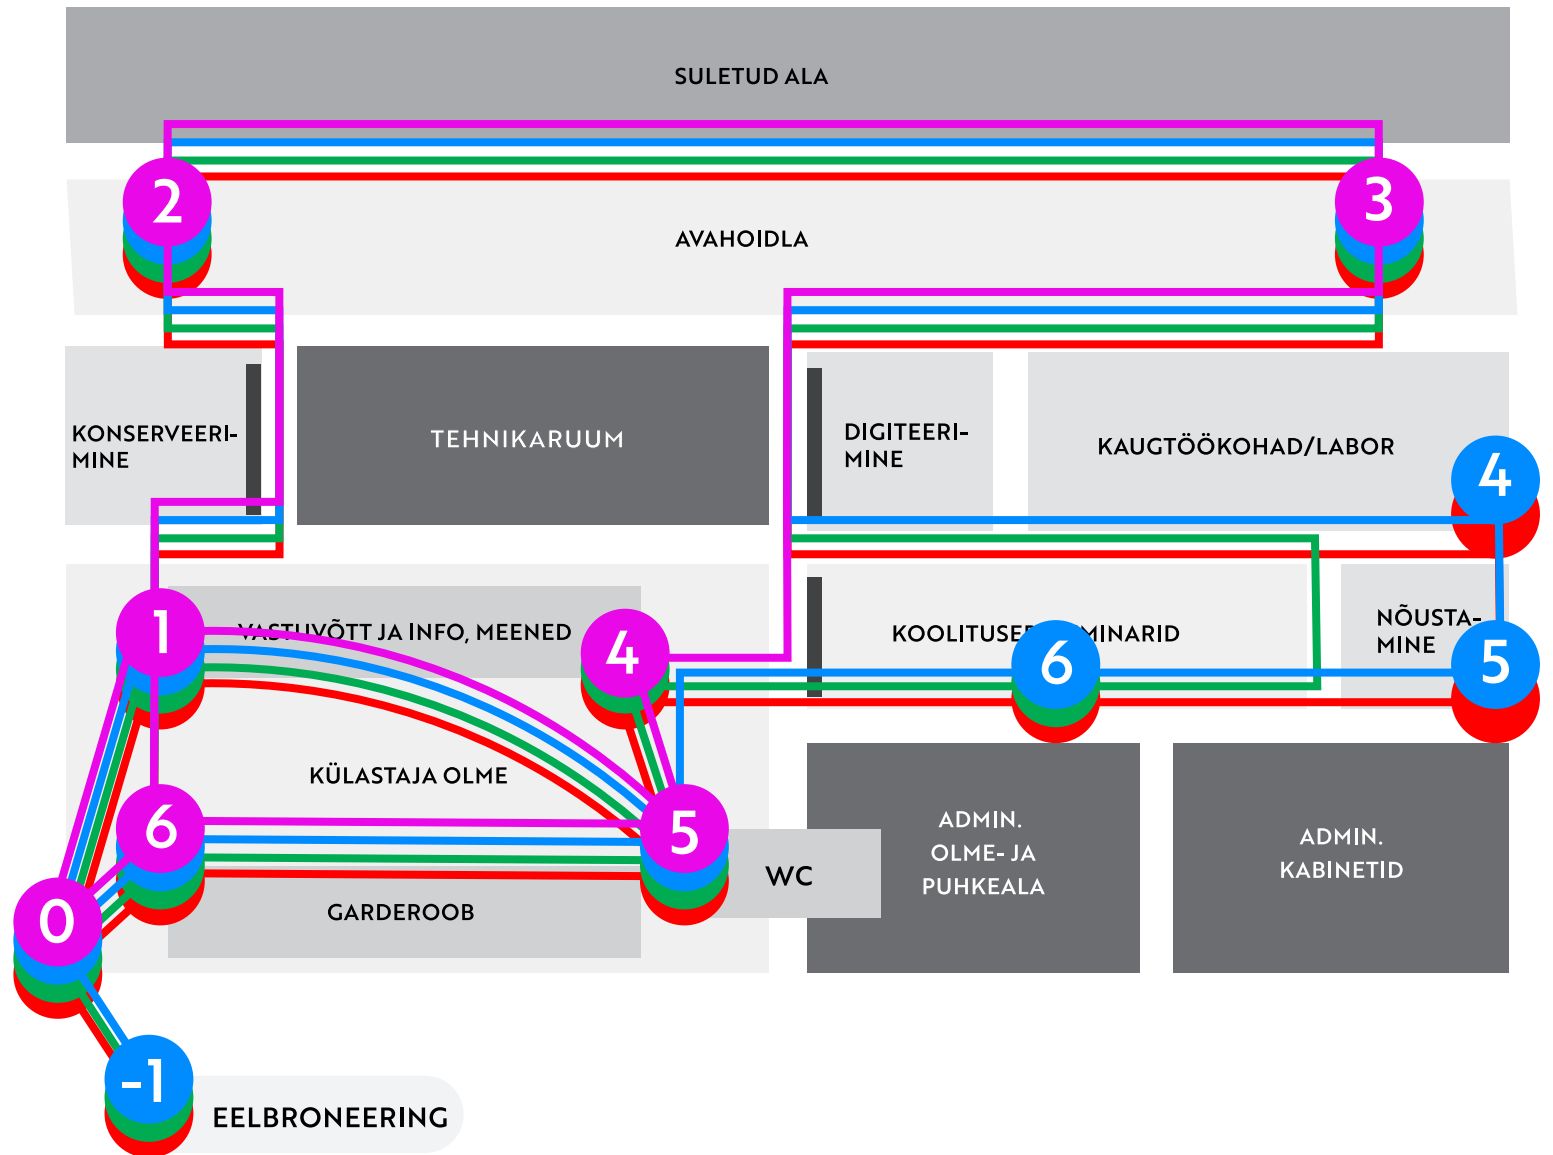 SULETUD ALA
2
3
AVAHOIDLA
KONSERVEERI-
MINE
TEHNIKARUUM
DIGITEERI-
MINE
KAUGTÖÖKOHAD/LABOR
4
1
VASTUVÕTT JA INFO, MEENED
4
KOOLITUSED
6
NÕUSTA-
MINE
5
KÜLASTAJA OLME
6
5
ADMIN.
OLME- JA
PUHKEALA
ADMIN.
KABINETID
WC
0
GARDEROOB
-1
EELBRONEERING